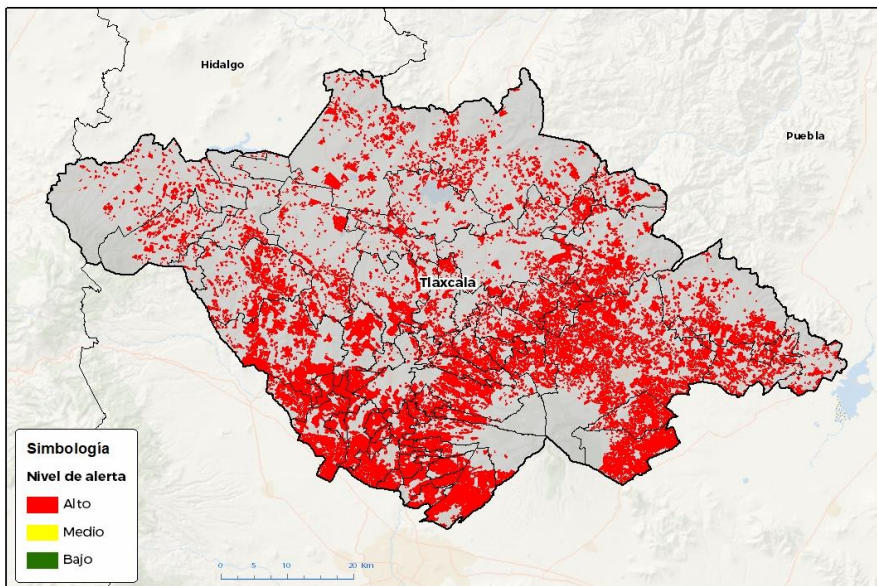 Hidalgo
Puebla
Tlaxcala
Simbología
Nivel de alerta
Alto
Medio
Bajo
0 5 10 20 Km